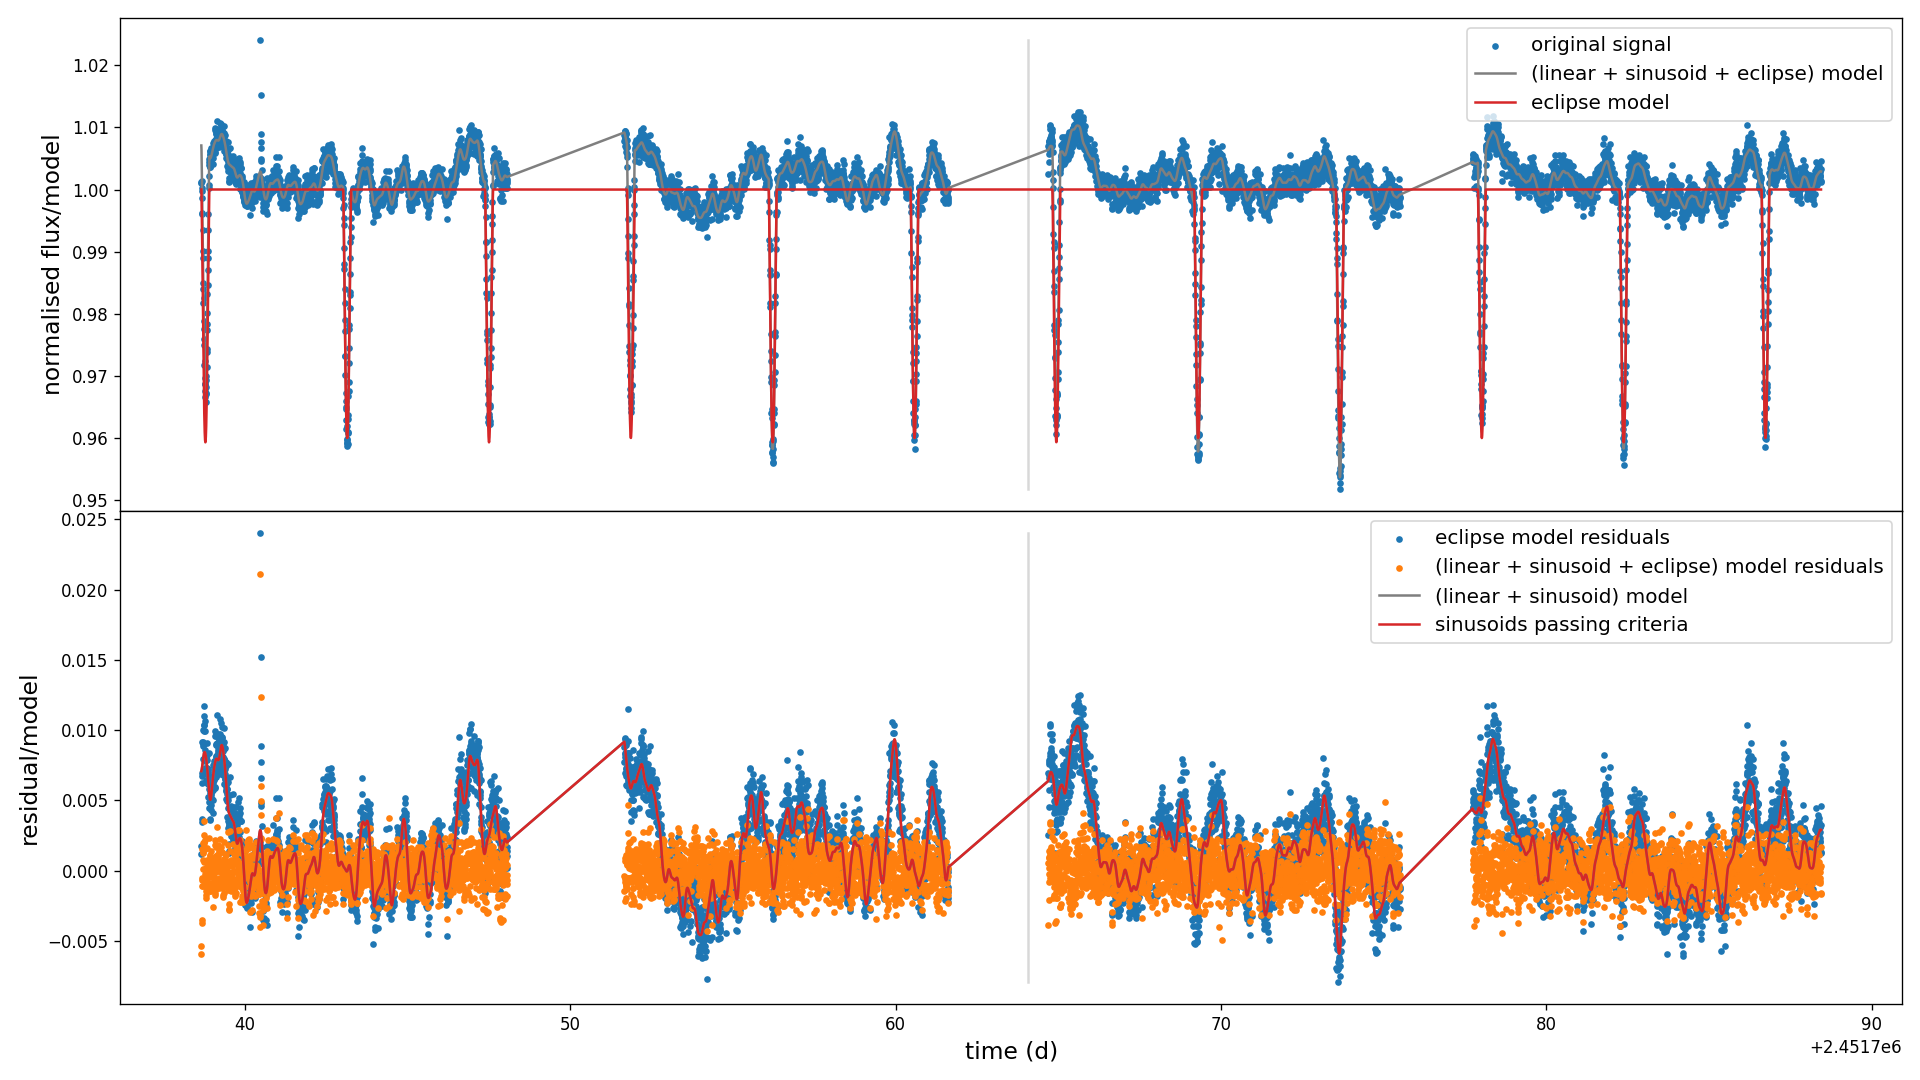 original signal
(linear + sinusoid + eclipse) model
eclipse model
normalised flux/model
1.02
1.01
1.00
0.99
0.98
0.97
0.96
0.95
eclipse model residuals
(linear + sinusoid + eclipse) model residuals
(linear + sinusoid) model
sinusoids passing criteria
residual/model
0.025
0.020
0.015
0.010
0.005
0.000
−0.005
40 50 60 70 80 90
time (d)
+2.4517e6